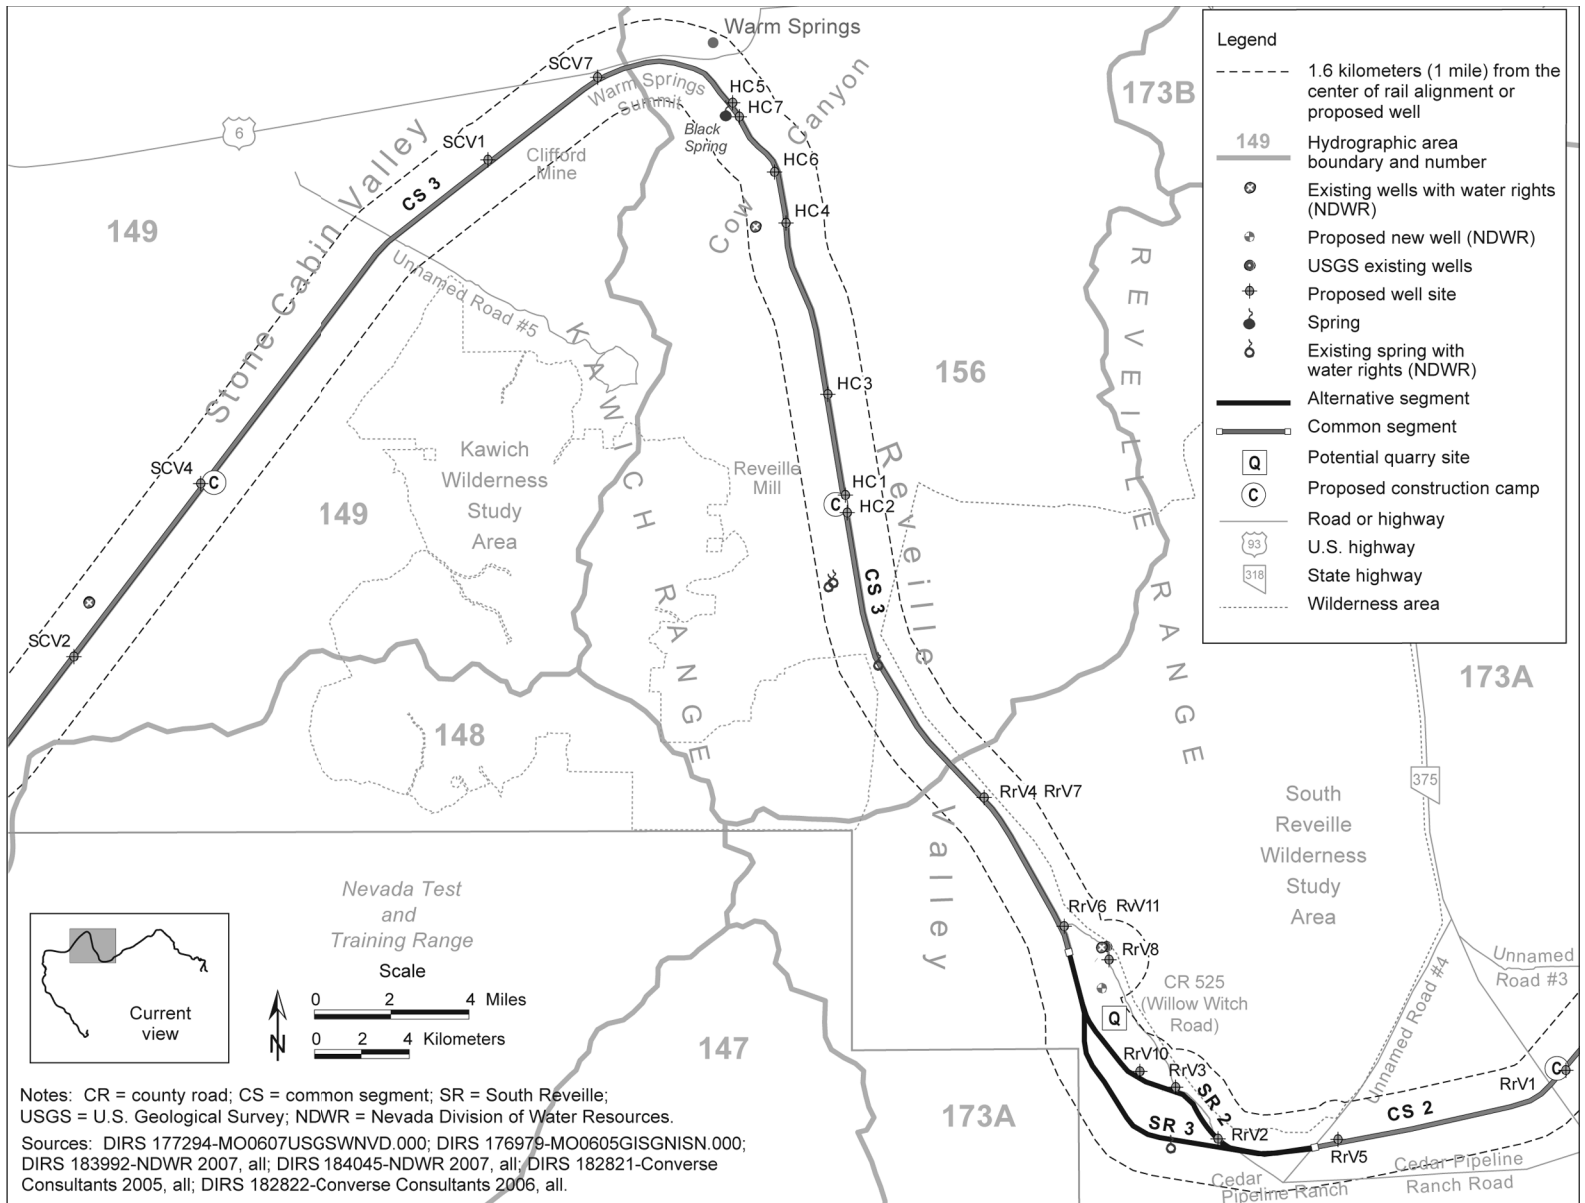 Warm Springs
SCV7
Warm Springs
Summit
HC5
HC7
Black
Spring
Cow Canyon
HC6
HC4
6
SCV1
Clifford
Mine
CS 3
Stone Cabin Valley
149
Unnamed Road #5
KAWICH RANGE
173B
REVEILLE RANGE
156
HC3
Reveille Valley
Kawich
Wilderness
Study
Area
Reveille
Mill
SCV4
C
149
HC1
C
HC2
CS 3
SCV2
148
173A
RrV4 RrV7
South
Reveille
Wilderness
Study
Area
375
RrV6 RvV11
RrV8
CR 525
(Willow Witch
Road)
Q
Unnamed
Road #3
Unnamed Road #4
RrV10
RrV3
SR 2
SR 3
RrV2
RrV5
CS 2
RrV1
C
Cedar
Pipeline Ranch
Cedar Pipeline
Ranch Road
147
173A
Nevada Test
and
Training Range
Legend
1.6 kilometers (1 mile) from the
center of rail alignment or
proposed well
149 Hydrographic area
boundary and number
Existing wells with water rights
(NDWR)
Proposed new well (NDWR)
USGS existing wells
Proposed well site
Spring
Existing spring with
water rights (NDWR)
Alternative segment
Common segment
Q Potential quarry site
C Proposed construction camp
Road or highway
93 U.S. highway
318 State highway
Wilderness area
Current
view
Scale
0 2 4 Miles
0 2 4 Kilometers
N
Notes: CR = county road; CS = common segment; SR = South Reveille;
USGS = U.S. Geological Survey; NDWR = Nevada Division of Water Resources.
Sources: DIRS 177294-MO0607USGSWNVD.000; DIRS 176979-MO0605GISGNISN.000;
DIRS 183992-NDWR 2007, all; DIRS 184045-NDWR 2007, all; DIRS 182821-Converse
Consultants 2005, all; DIRS 182822-Converse Consultants 2006, all.